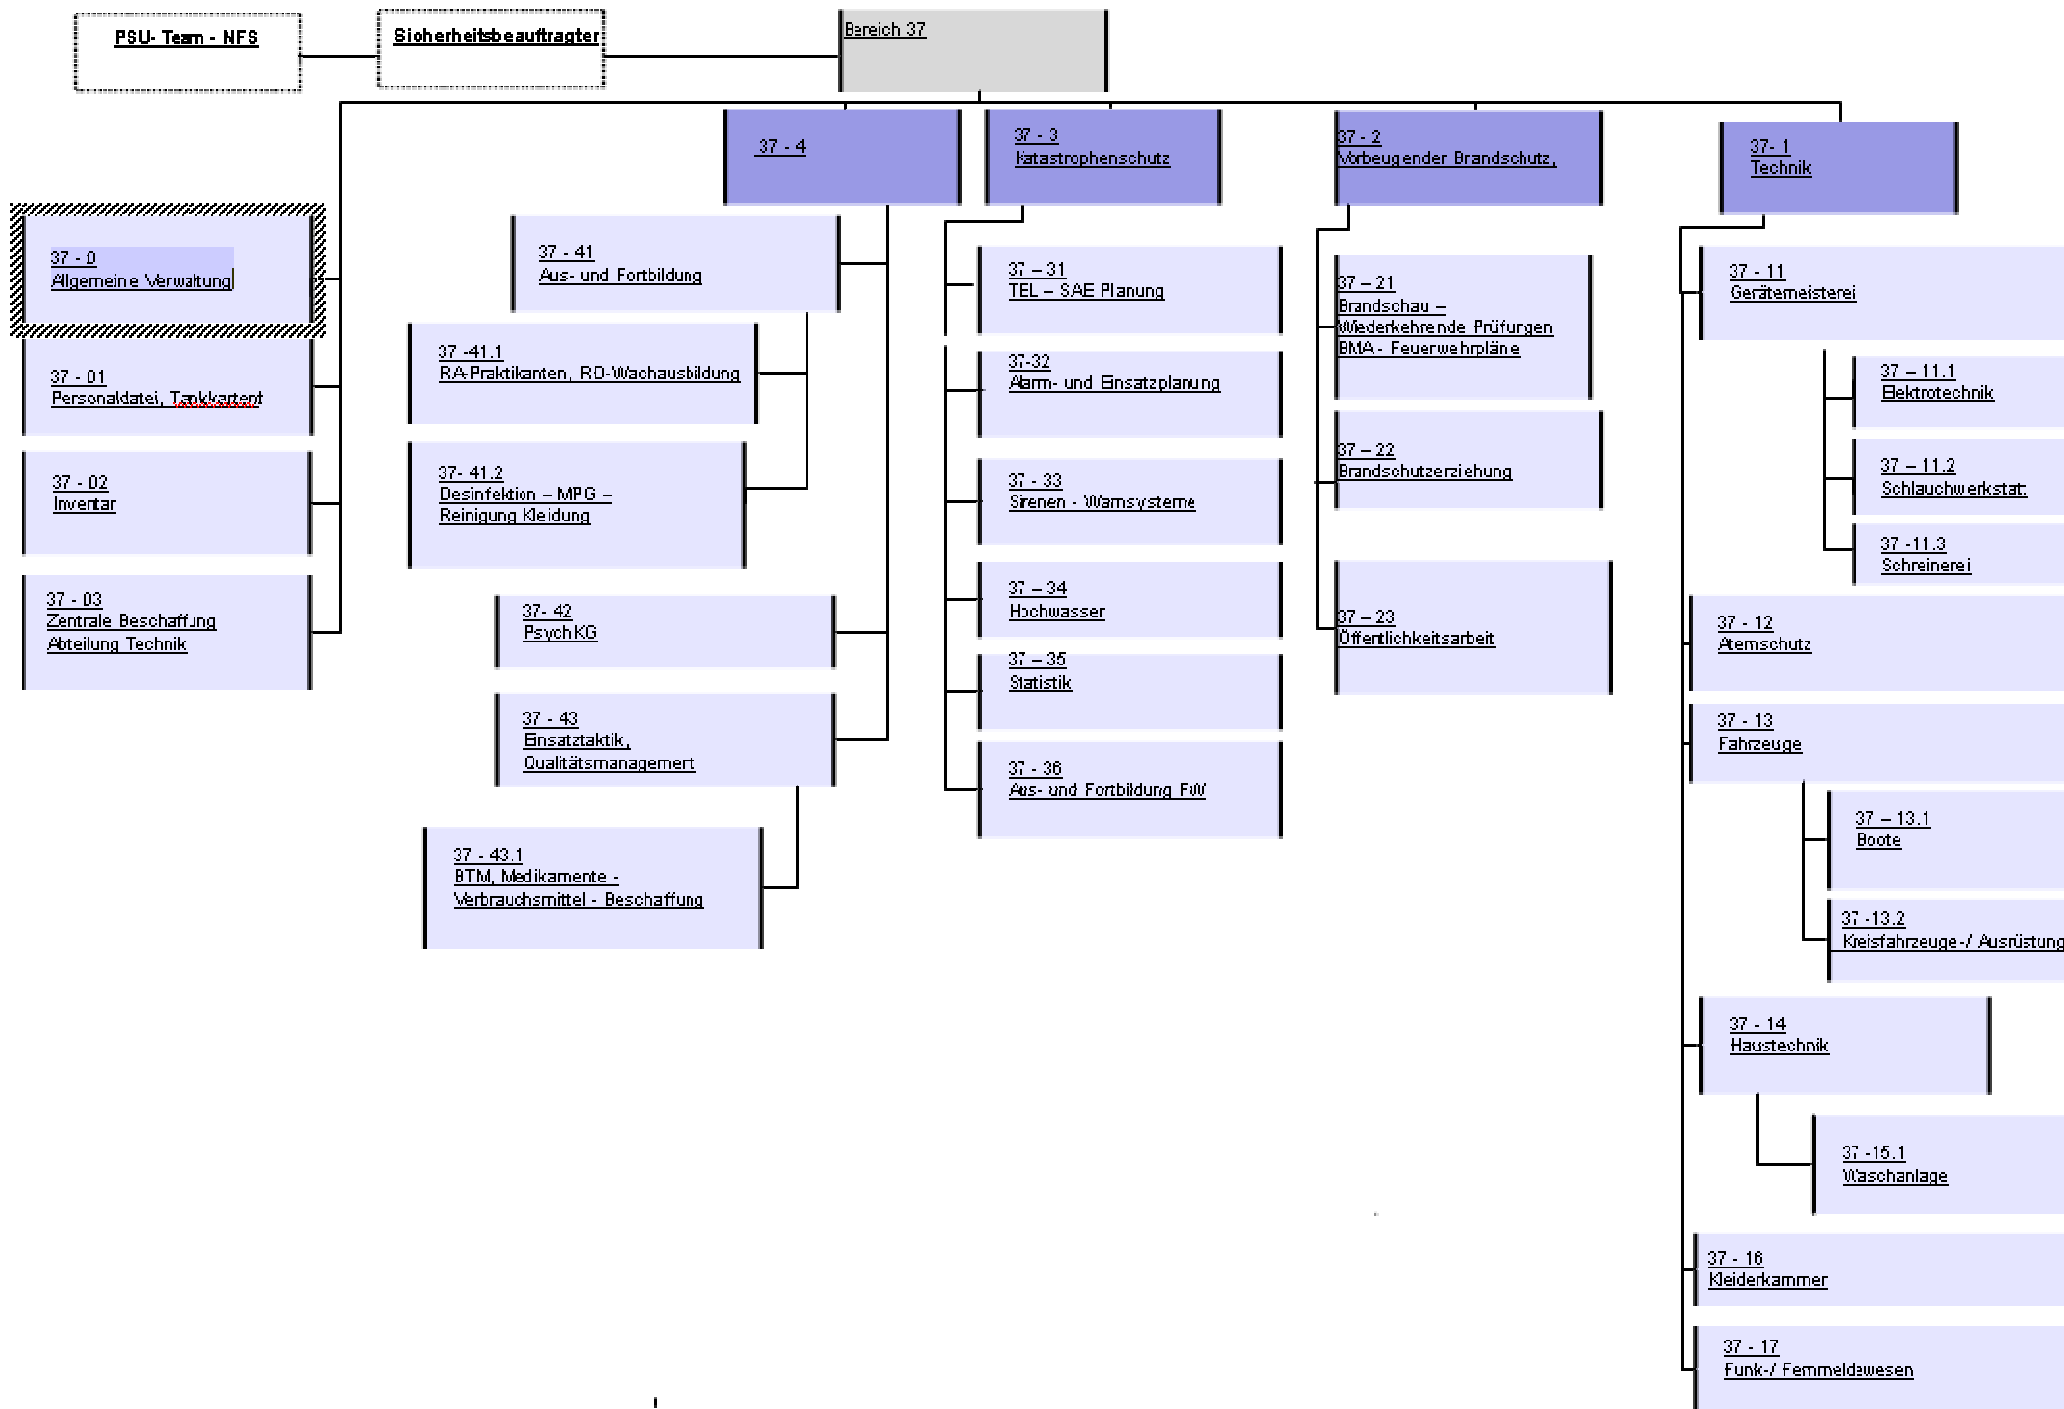 PSU- Team - NFS
Sicherheitsbeauftragter
Bereich 37
37 - 4
37 - 3
Katastrophenschutz
37 - 2
Vorbeugender Brandschutz,
37- 1
Technik
37 - 0
Allgemeine Verwaltung
37 - 01
Personaldatei, Tankkarten
37 - 02
Inventar
37 - 03
Zentrale Beschaffung
Abteilung Technik
37 - 41
Aus- und Fortbildung
37 -41.1
RA-Praktikanten, RD-Wachausbildung
37- 41.2
Desinfektion – MPG –
Reinigung Kleidung
37- 42
PsychKG
37 - 43
Einsatztaktik,
Qualitätsmanagement
37 - 43.1
BTM, Medikamente -
Verbrauchsmittel - Beschaffung
37 – 31
TEL – SAE Planung
37-32
Alarm- und Einsatzplanung
37 - 33
Sirenen - Warnsysteme
37 – 34
Hochwasser
37 – 35
Statistik
37 - 36
Aus- und Fortbildung FW
37 – 21
Brandschau –
Wiederkehrende Prüfungen
BMA - Feuerwehrpläne
37 – 22
Brandschutzerziehung
37 – 23
Öffentlichkeitsarbeit
37 - 11
Gerätemeisterei
37 – 11.1
Elektrotechnik
37 – 11.2
Schlauchwerkstatt
37 -11.3
Schreinerei
37 - 12
Atemschutz
37 - 13
Fahrzeuge
37 – 13.1
Boote
37 -13.2
Kreisfahrzeuge-/ Ausrüstung
37 - 14
Haustechnik
37 -15.1
Waschanlage
37 - 16
Kleiderkammer
37 - 17
Funk-/ Fernmeldewesen